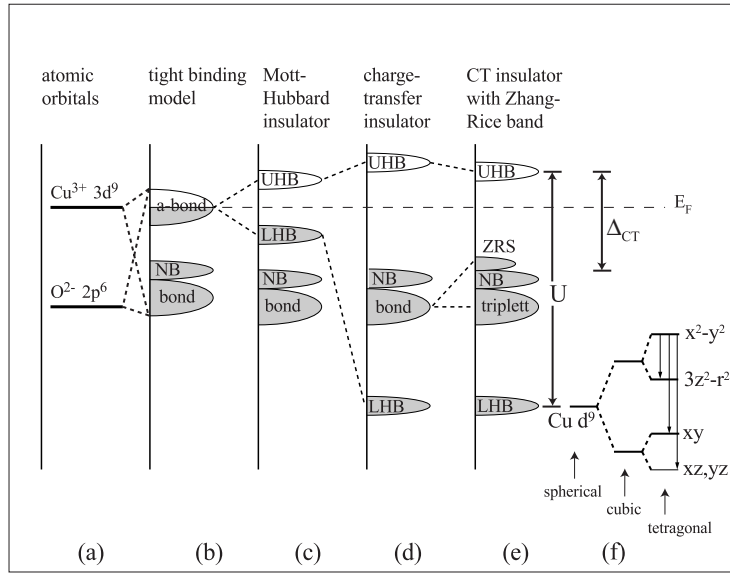 atomic
orbitals
tight binding
model
Mott-
Hubbard
insulator
charge-
transfer
insulator
CT insulator
with Zhang-
Rice band
UHB
UHB
UHB
Cu³⁺ 3d⁹
a-bond
E_F
LHB
Δ_CT
ZRS
NB
NB
NB
NB
U
O²⁻ 2p⁶
bond
bond
bond
triplett
x²-y²
3z²-r²
LHB
LHB
Cu d⁹
xy
xz,yz
spherical
cubic
tetragonal
(a)
(b)
(c)
(d)
(e)
(f)